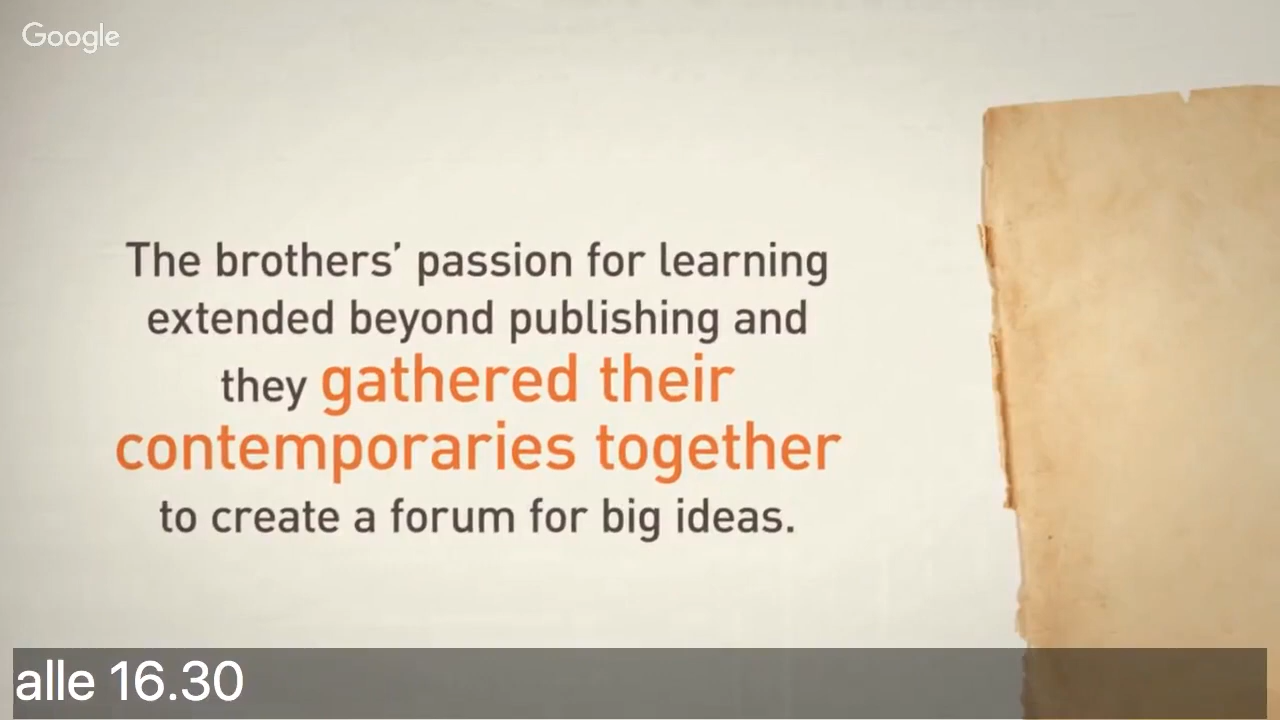 Google
The brothers’ passion for learning
extended beyond publishing and
they gathered their
contemporaries together
to create a forum for big ideas.
alle 16.30